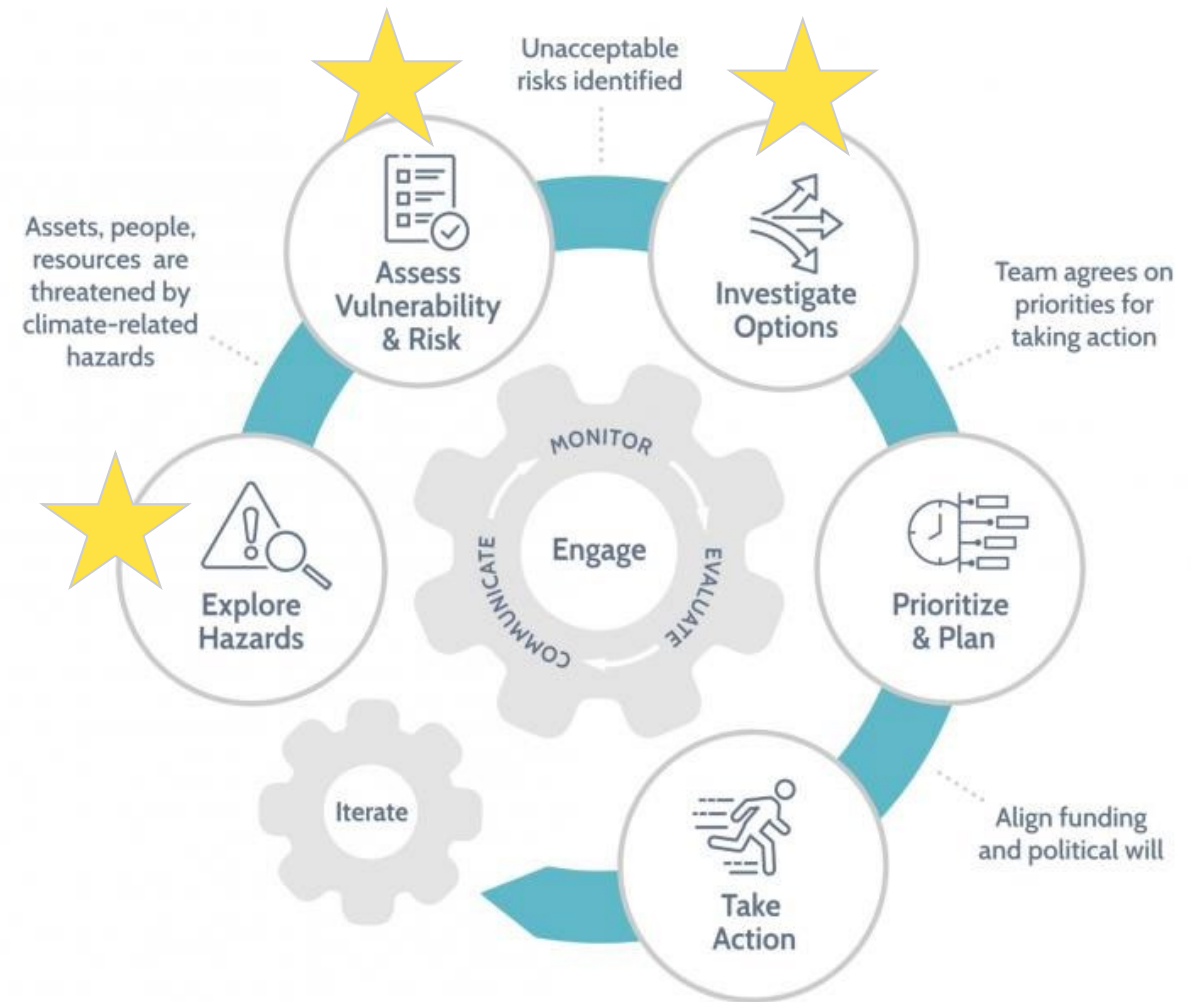 Unacceptable
risks identified
Assess
Vulnerability
& Risk
Investigate
Options
Assets, people,
resources are
threatened by
climate-related
hazards
Team agrees on
priorities for
taking action
Explore
Hazards
MONITOR
EVALUATE
COMMUNICATE
Engage
Prioritize
& Plan
Iterate
Align funding
and political will
Take
Action